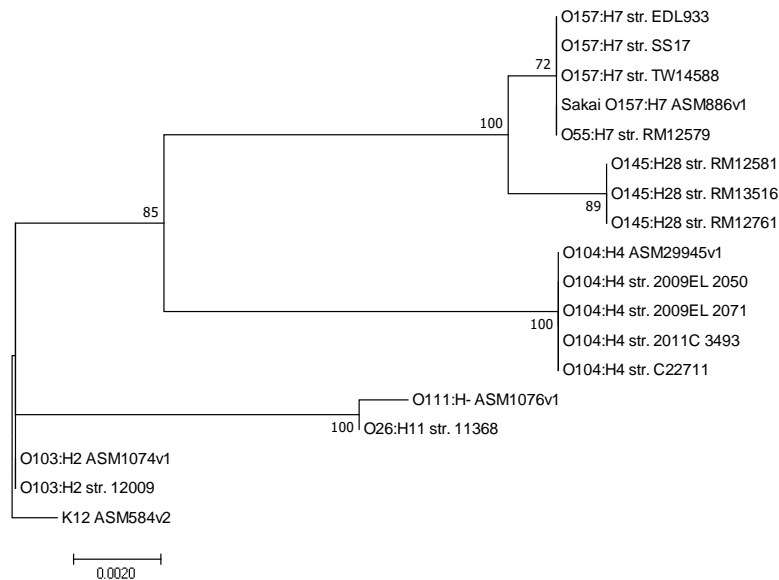 O157:H7 str. EDL933
O157:H7 str. SS17
72
O157:H7 str. TW14588
Sakai O157:H7 ASM886v1
100
O55:H7 str. RM12579
O145:H28 str. RM12581
O145:H28 str. RM13516
89
O145:H28 str. RM12761
85
O104:H4 ASM29945v1
O104:H4 str. 2009EL 2050
O104:H4 str. 2009EL 2071
100
O104:H4 str. 2011C 3493
O104:H4 str. C22711
O111:H- ASM1076v1
100
O26:H11 str. 11368
O103:H2 ASM1074v1
O103:H2 str. 12009
K12 ASM584v2
0.0020